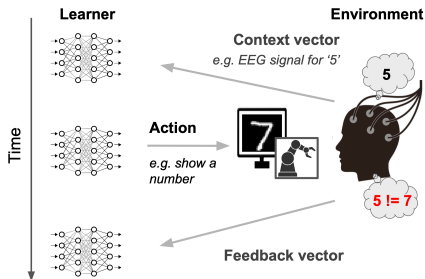 Learner
Environment
Context vector
e.g. EEG signal for ‘5’
5
Time
Action
7
e.g. show a
number
5 != 7
Feedback vector